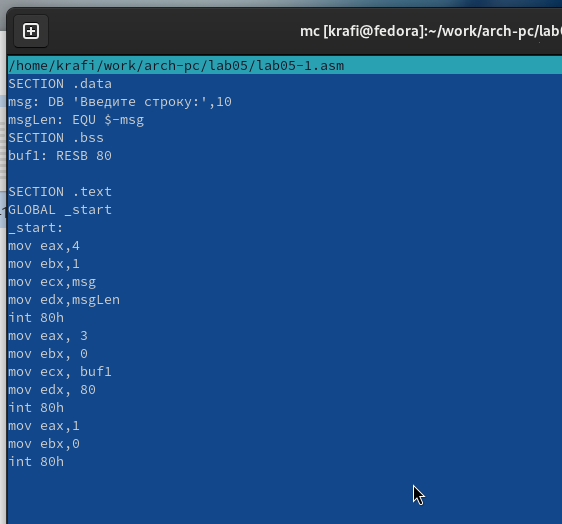 mc [krafi@fedora]:~/work/arch-pc/lab0
/home/krafi/work/arch-pc/lab05/lab05-1.asm
SECTION .data
msg: DB 'Введите строку:',10
msgLen: EQU $-msg
SECTION .bss
buf1: RESB 80

SECTION .text
GLOBAL _start
_start:
mov eax,4
mov ebx,1
mov ecx,msg
mov edx,msgLen
int 80h
mov eax, 3
mov ebx, 0
mov ecx, buf1
mov edx, 80
int 80h
mov eax,1
mov ebx,0
int 80h